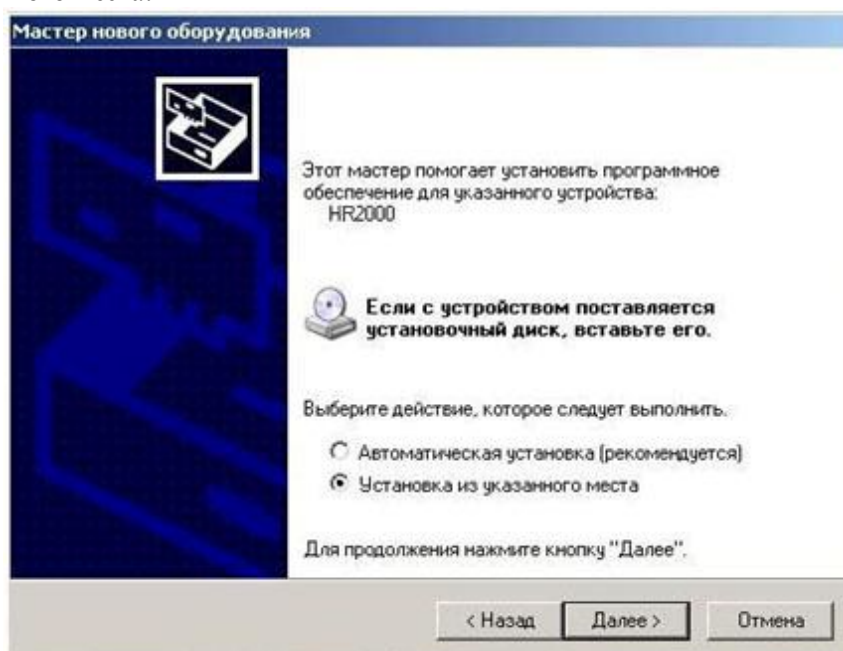 Мастер нового оборудования
Этот мастер помогает установить программное
обеспечение для указанного устройства:
HR2000
Если с устройством поставляется
установочный диск, вставьте его.
Выберите действие, которое следует выполнить.
Автоматическая установка (рекомендуется)
Установка из указанного места
Для продолжения нажмите кнопку "Далее".
< Назад
Далее >
Отмена